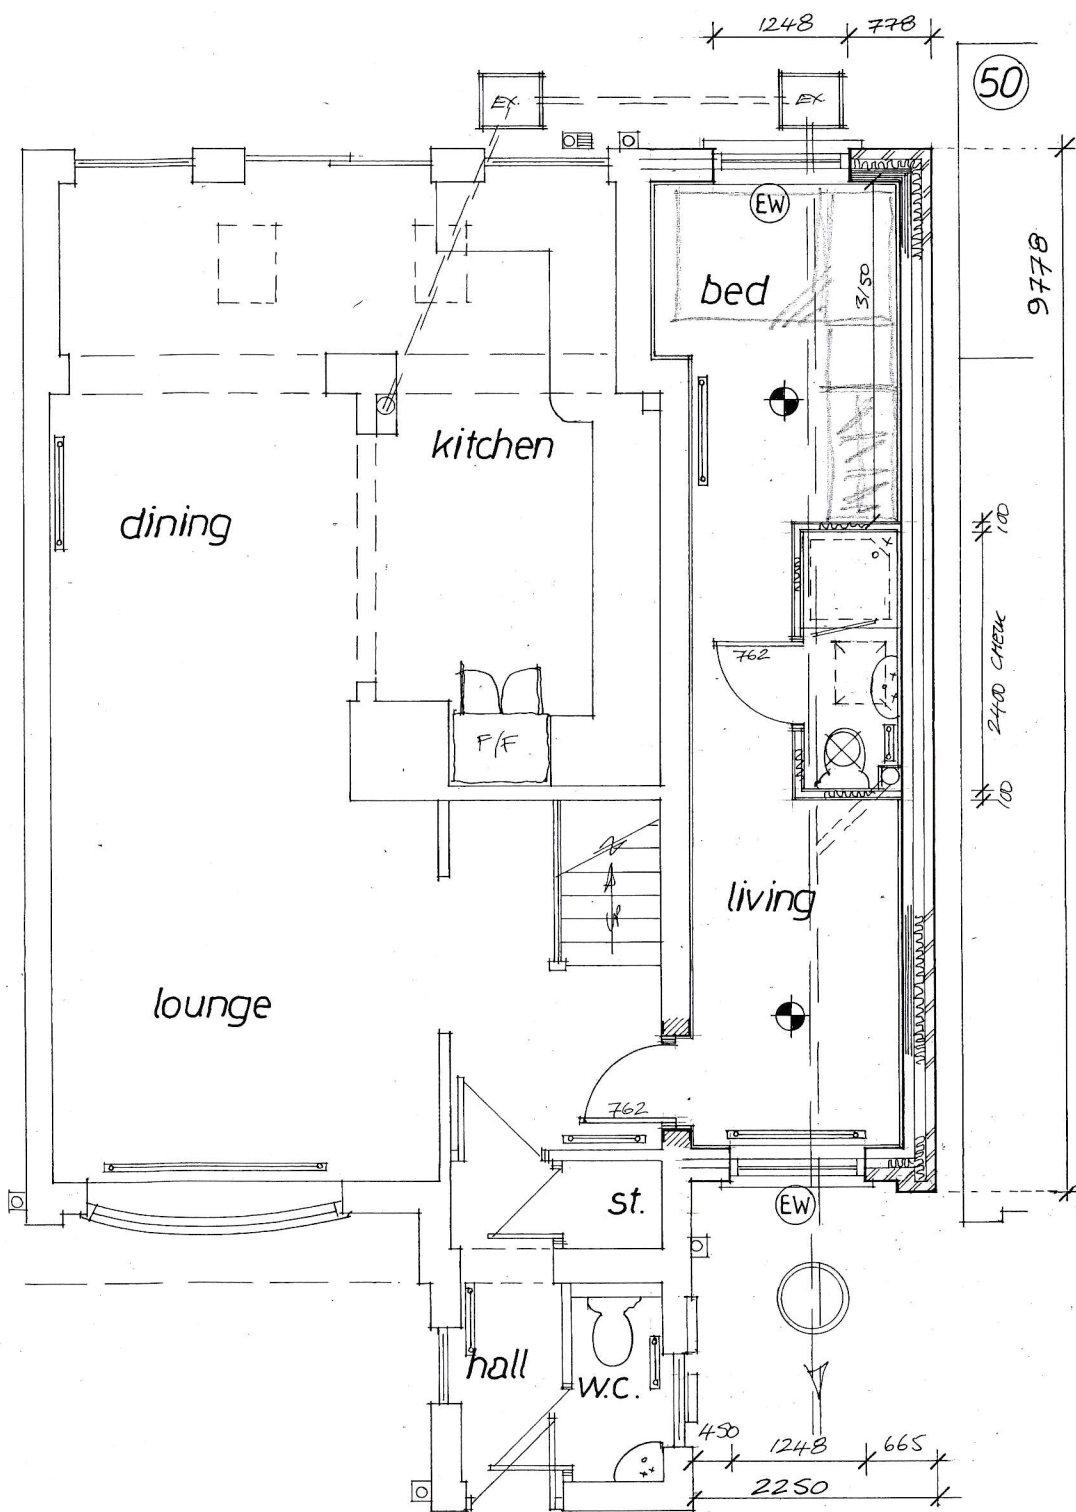 1248
778
50
EX.
EX.
EW
9778
bed
3150
kitchen
dining
100
762
2400 CHECK
F/F
100
living
lounge
762
st.
EW
hall
W.C.
450
1248
665
2250